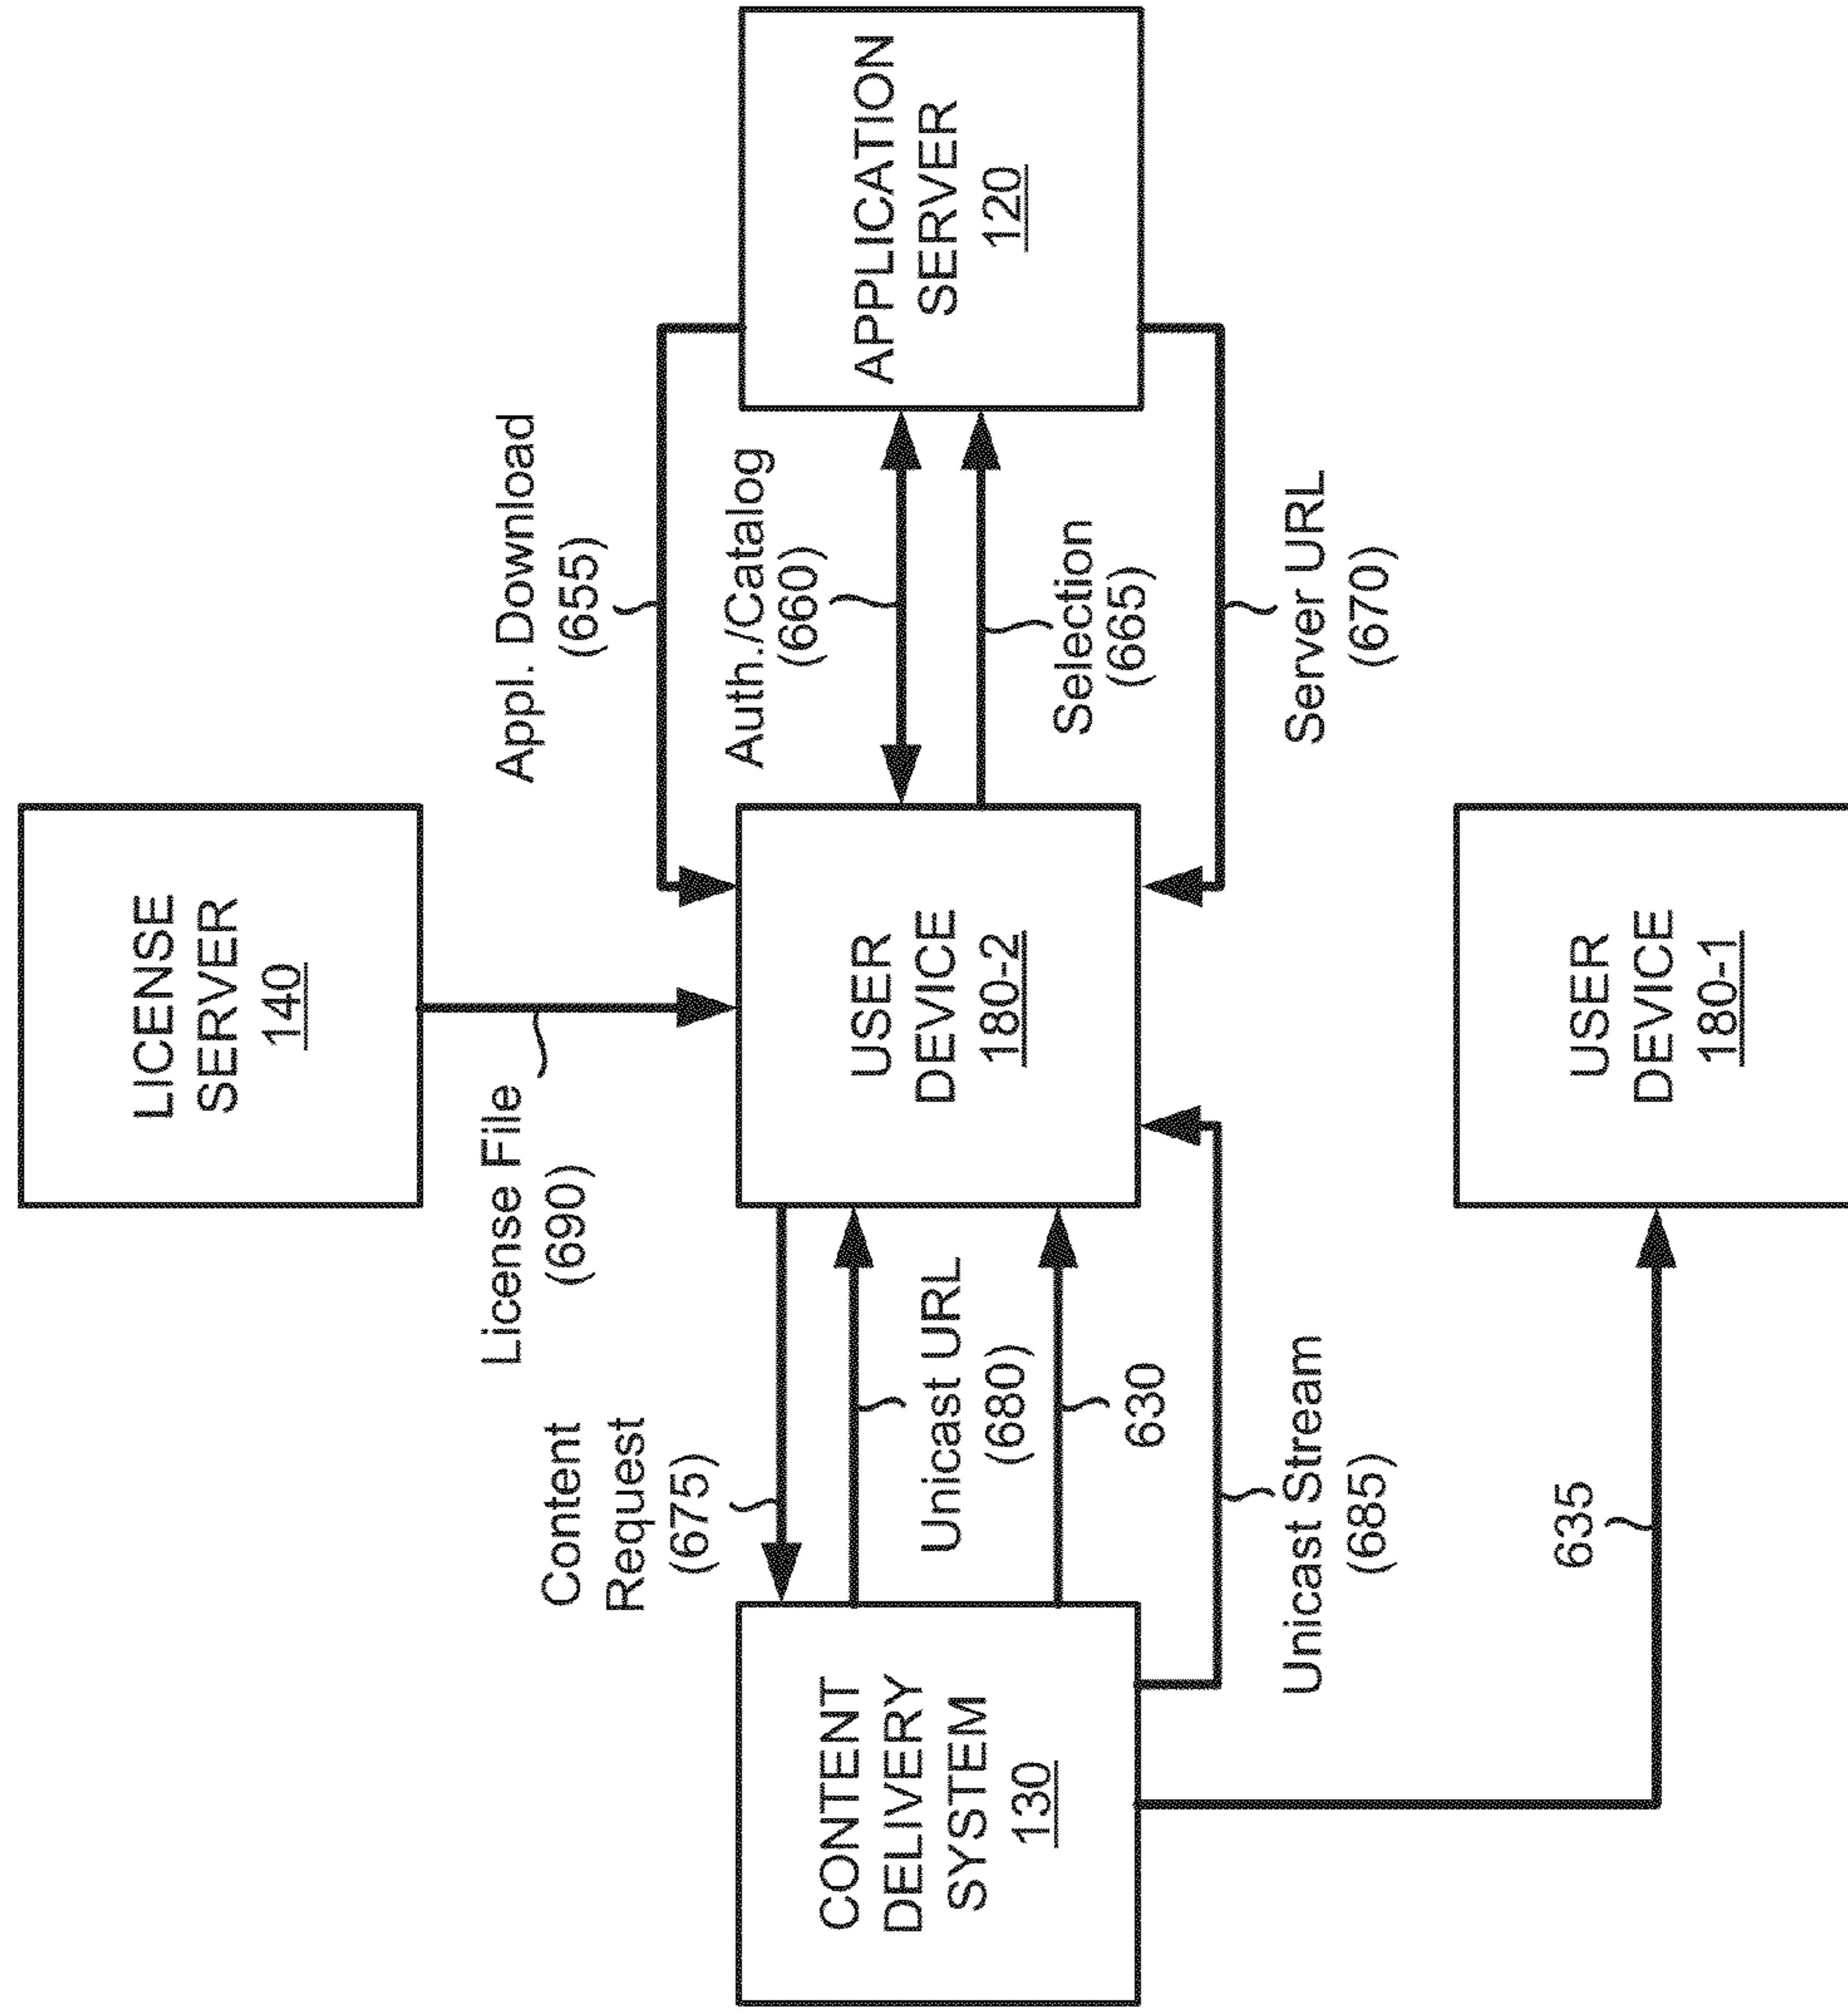 LICENSE
SERVER
140
License File
(690)
Appl. Download
(655)
Content
Request
(675)
Auth./Catalog
(660)
CONTENT
DELIVERY
SYSTEM
130
Unicast URL
(680)
630
USER
DEVICE
180-2
Selection
(665)
APPLICATION
SERVER
120
Unicast Stream
(685)
Server URL
(670)
635
USER
DEVICE
180-1